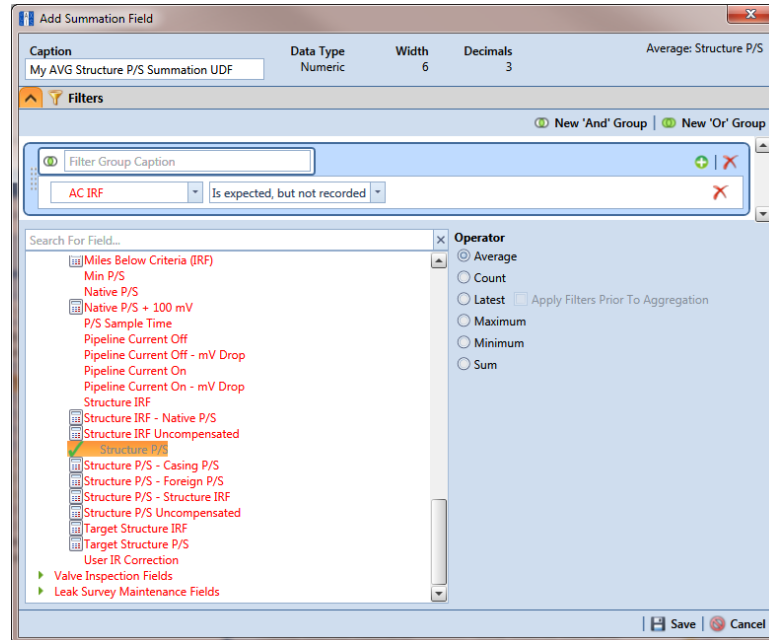 Add Summation Field
Caption Data Type Width Decimals Average: Structure P/S
My AVG Structure P/S Summation UDF Numeric 6 3
Filters
New 'And' Group | New 'Or' Group
Filter Group Caption
AC IRF Is expected, but not recorded
Search For Field... Operator
Miles Below Criteria (IRF) Average
Min P/S Count
Native P/S Latest Apply Filters Prior To Aggregation
Native P/S + 100 mV Maximum
P/S Sample Time Minimum
Pipeline Current Off Sum
Pipeline Current Off - mV Drop
Pipeline Current On
Pipeline Current On - mV Drop
Structure IRF
Structure IRF - Native P/S
Structure IRF Uncompensated
Structure P/S
Structure P/S - Casing P/S
Structure P/S - Foreign P/S
Structure P/S - Structure IRF
Structure P/S Uncompensated
Target Structure IRF
Target Structure P/S
User IR Correction
Valve Inspection Fields
Leak Survey Maintenance Fields
Save | Cancel